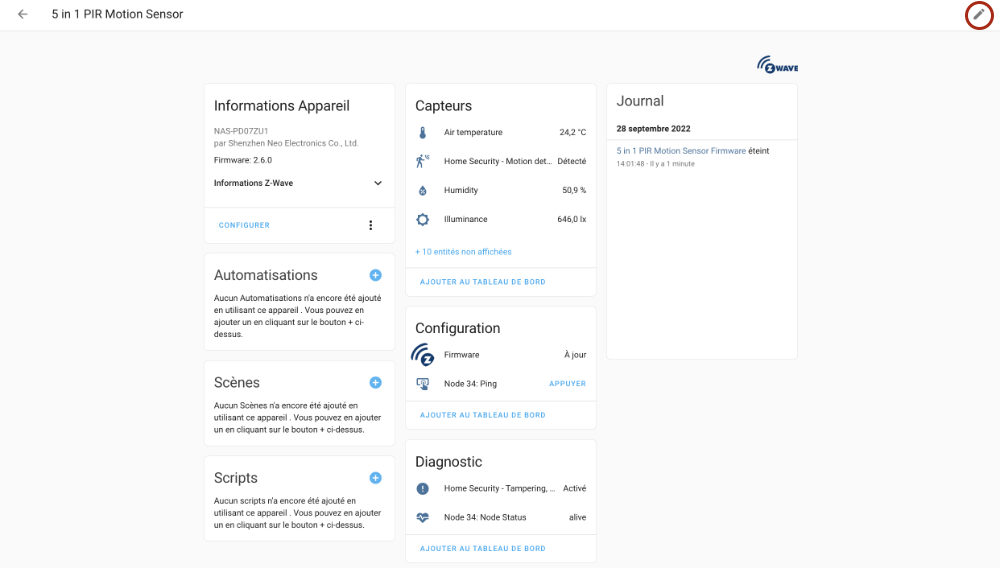 5 in 1 PIR Motion Sensor
Z WAVE
Informations Appareil
NAS-PD07ZU1
par Shenzhen Neo Electronics Co., Ltd.
Firmware: 2.6.0
Informations Z-Wave
CONFIGURER
Automatisations
Aucun Automatisations n'a encore été ajouté
en utilisant ce appareil . Vous pouvez en
ajouter un en cliquant sur le bouton + ci-
dessus.
Scènes
Aucun Scènes n'a encore été ajouté en
utilisant ce appareil . Vous pouvez en ajouter
un en cliquant sur le bouton + ci-dessus.
Scripts
Aucun scripts n'a encore été ajouté en
utilisant ce appareil . Vous pouvez en ajouter
un en cliquant sur le bouton + ci-dessus.
Capteurs
Air temperature 24,2 °C
Home Security - Motion det... Détecté
Humidity 50,9 %
Illuminance 646,0 lx
+ 10 entités non affichées
AJOUTER AU TABLEAU DE BORD
Configuration
Firmware À jour
Node 34: Ping APPUYER
AJOUTER AU TABLEAU DE BORD
Diagnostic
Home Security - Tampering, ... Activé
Node 34: Node Status alive
AJOUTER AU TABLEAU DE BORD
Journal
28 septembre 2022
5 in 1 PIR Motion Sensor Firmware éteint
14:01:48 - Il y a 1 minute